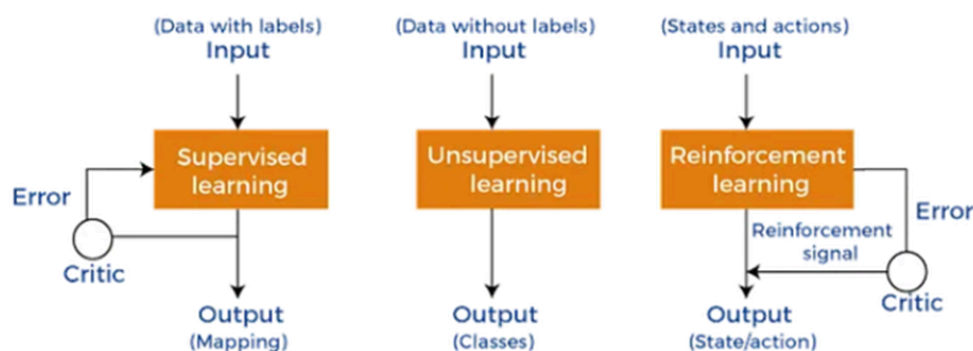 (Data with labels)
Input
Supervised
learning
Error
Critic
Output
(Mapping)
(Data without labels)
Input
Unsupervised
learning
Output
(Classes)
(States and actions)
Input
Reinforcement
learning
Error
Reinforcement
signal
Critic
Output
(State/action)